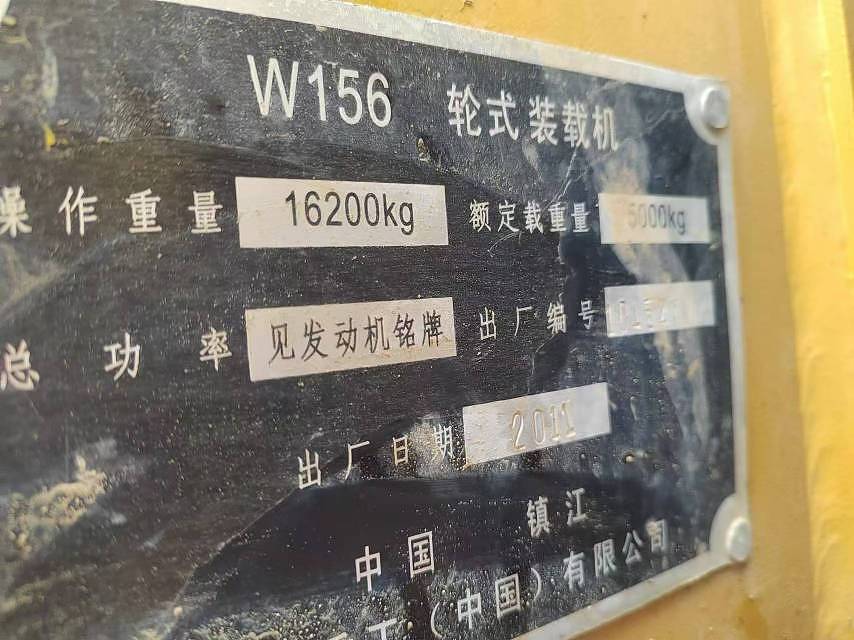 W156 轮式装载机
操作重量 16200kg 额定载重量 5000kg
总功率 见发动机铭牌 出厂编号
出厂日期 2011
中国 镇江
工（中国）有限公司